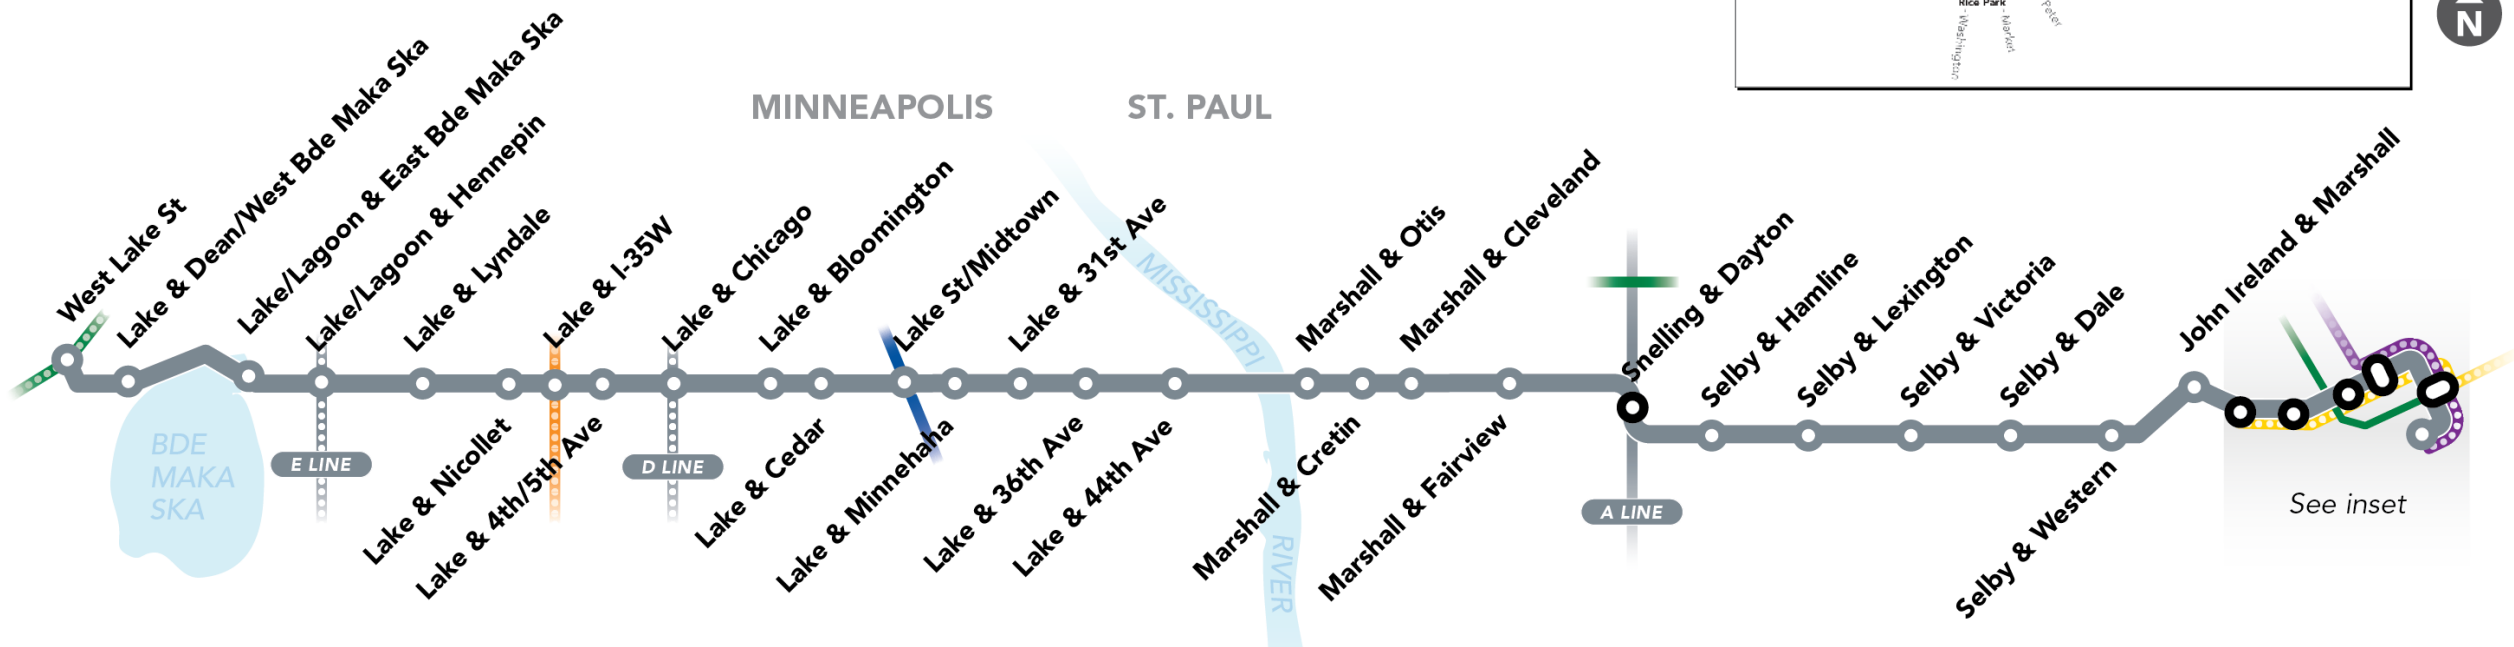 Rice Park
Washington
Market
Peter
N
MINNEAPOLIS
ST. PAUL
West Lake St
Lake & Dean/West Bde Maka Ska
Lake/Lagoon & East Bde Maka Ska
Lake/Lagoon & Hennepin
Lake & Lyndale
Lake & I-35W
Lake & Chicago
Lake & Bloomington
Lake St/Midtown
Lake & 31st Ave
MISSISSIPPI
Marshall & Otis
Marshall & Cleveland
Snelling & Dayton
Selby & Hamline
Selby & Lexington
Selby & Victoria
Selby & Dale
John Ireland & Marshall
BDE
MAKA
SKA
E LINE
Lake & Nicollet
Lake & 4th/5th Ave
D LINE
Lake & Cedar
Lake & Minnehaha
Lake & 36th Ave
Lake & 44th Ave
Marshall & Cretin
RIVER
Marshall & Fairview
A LINE
Selby & Western
See inset